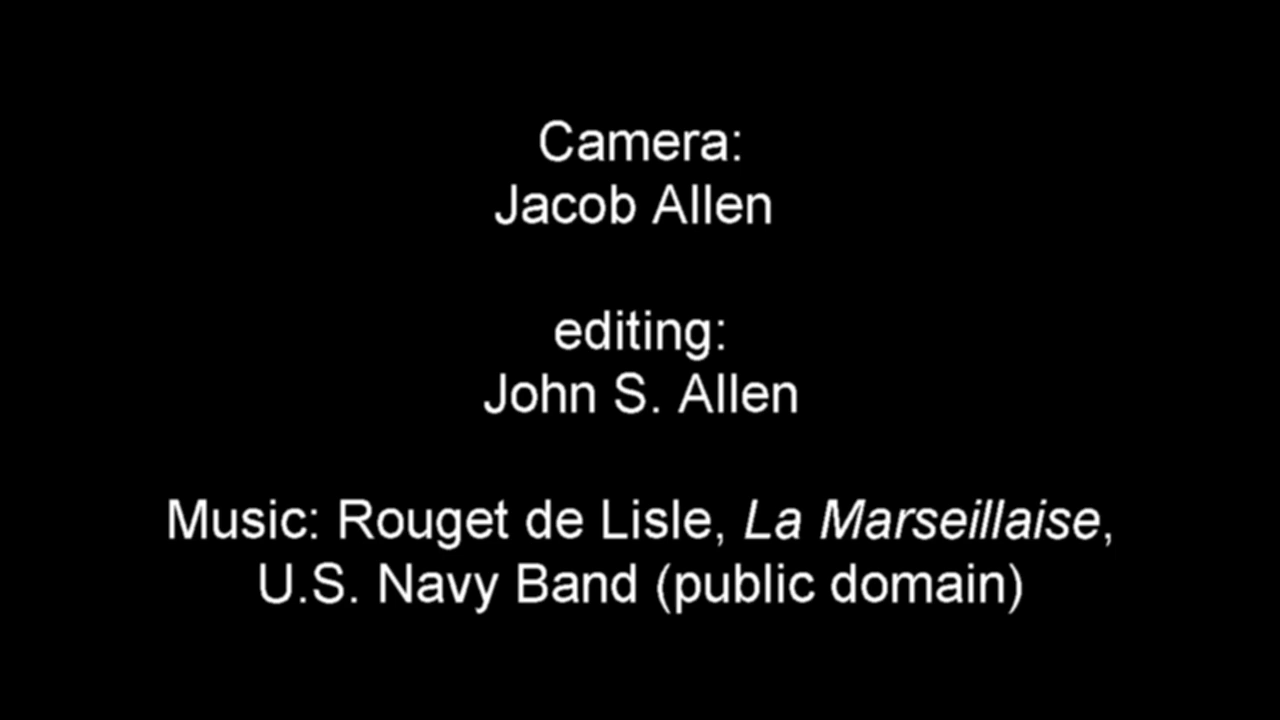 Camera:
Jacob Allen
editing:
John S. Allen
Music: Rouget de Lisle, La Marseillaise,
U.S. Navy Band (public domain)